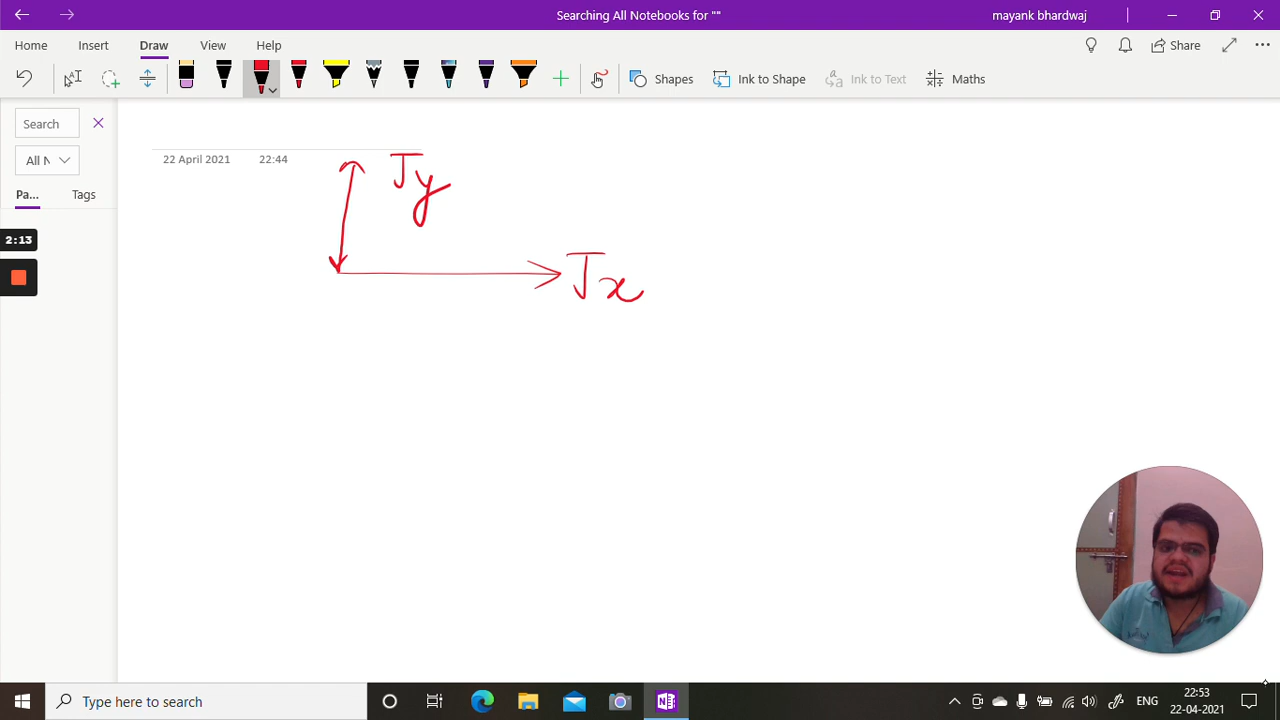 Searching All Notebooks for ""
mayank bhardwaj
Home Insert Draw View Help
Share
Shapes
Ink to Shape
Ink to Text
Maths
Search
All N
Pa... Tags
22 April 2021 22:44
2:13
Jy
Jx
Type here to search
ENG
22:53
22-04-2021